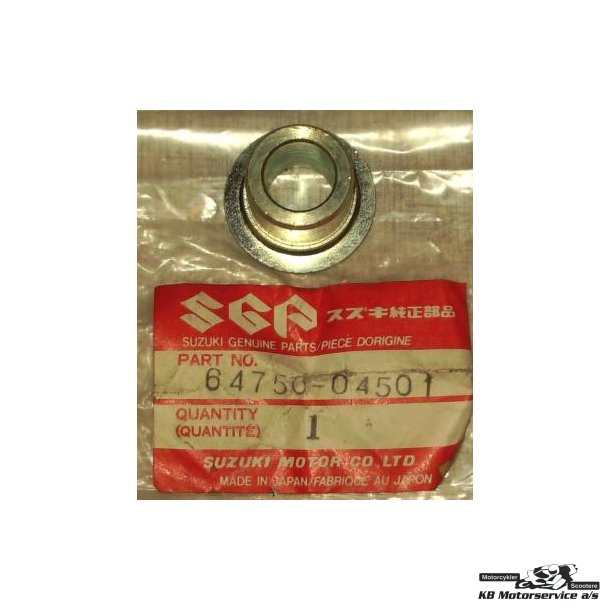 SGP スズキ純正部品
SUZUKI GENUINE PARTS/PIECE DORIGINE
PART NO.
64750-04501
QUANTITY
(QUANTITÉ) 1
SUZUKI MOTOR CO.,LTD
MADE IN JAPAN/FABRIQUE AU JAPON
Motorcykler Scootere
KB Motorservice a/s